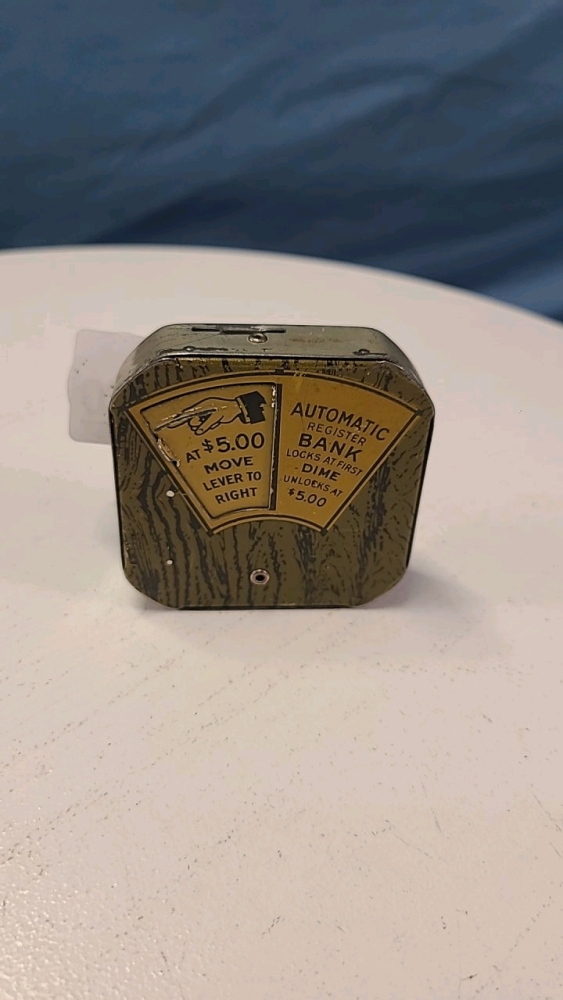 AT $5.00
MOVE
LEVER TO
RIGHT
AUTOMATIC
REGISTER
BANK
LOCKS AT FIRST
DIME
UNLOCKS AT
$5.00